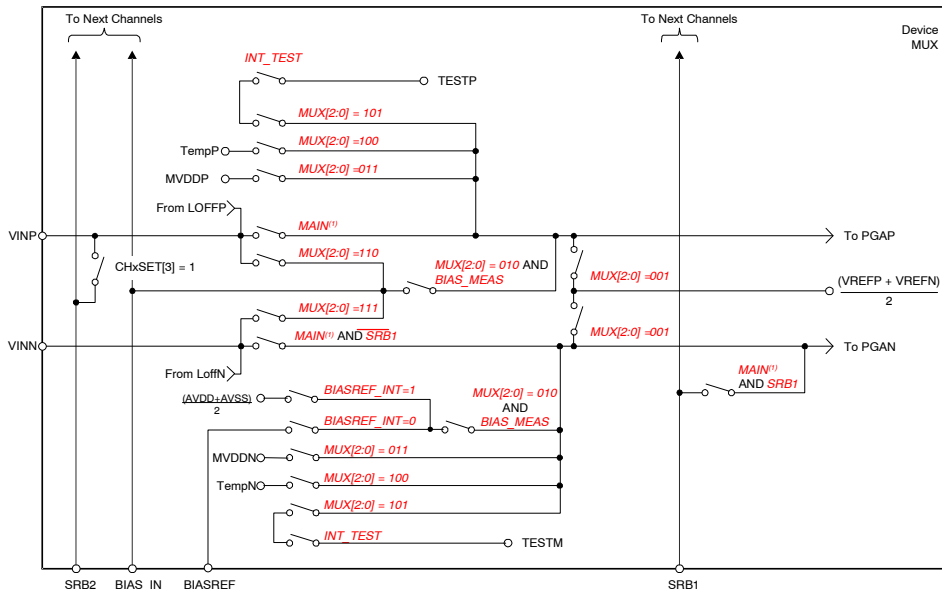 To Next Channels
To Next Channels
Device
MUX
INT_TEST
TESTP
MUX[2:0] = 101
TempP
MUX[2:0] =100
MVDDP
MUX[2:0] =011
From LOFFP
VINP
MAIN(1)
To PGAP
MUX[2:0] =110
CHxSET[3] = 1
MUX[2:0] = 010 AND
BIAS_MEAS
MUX[2:0] =001
(VREFP + VREFN)
2
MUX[2:0] =111
MUX[2:0] =001
VINN
MAIN(1) AND SRB1
To PGAN
From LoffN
MAIN(1)
AND SRB1
(AVDD+AVSS)
2
BIASREF_INT=1
MUX[2:0] = 010
AND
BIAS_MEAS
BIASREF_INT=0
MVDDN
MUX[2:0] = 011
TempN
MUX[2:0] = 100
MUX[2:0] = 101
INT_TEST
TESTM
SRB2
BIAS IN
BIASREF
SRB1